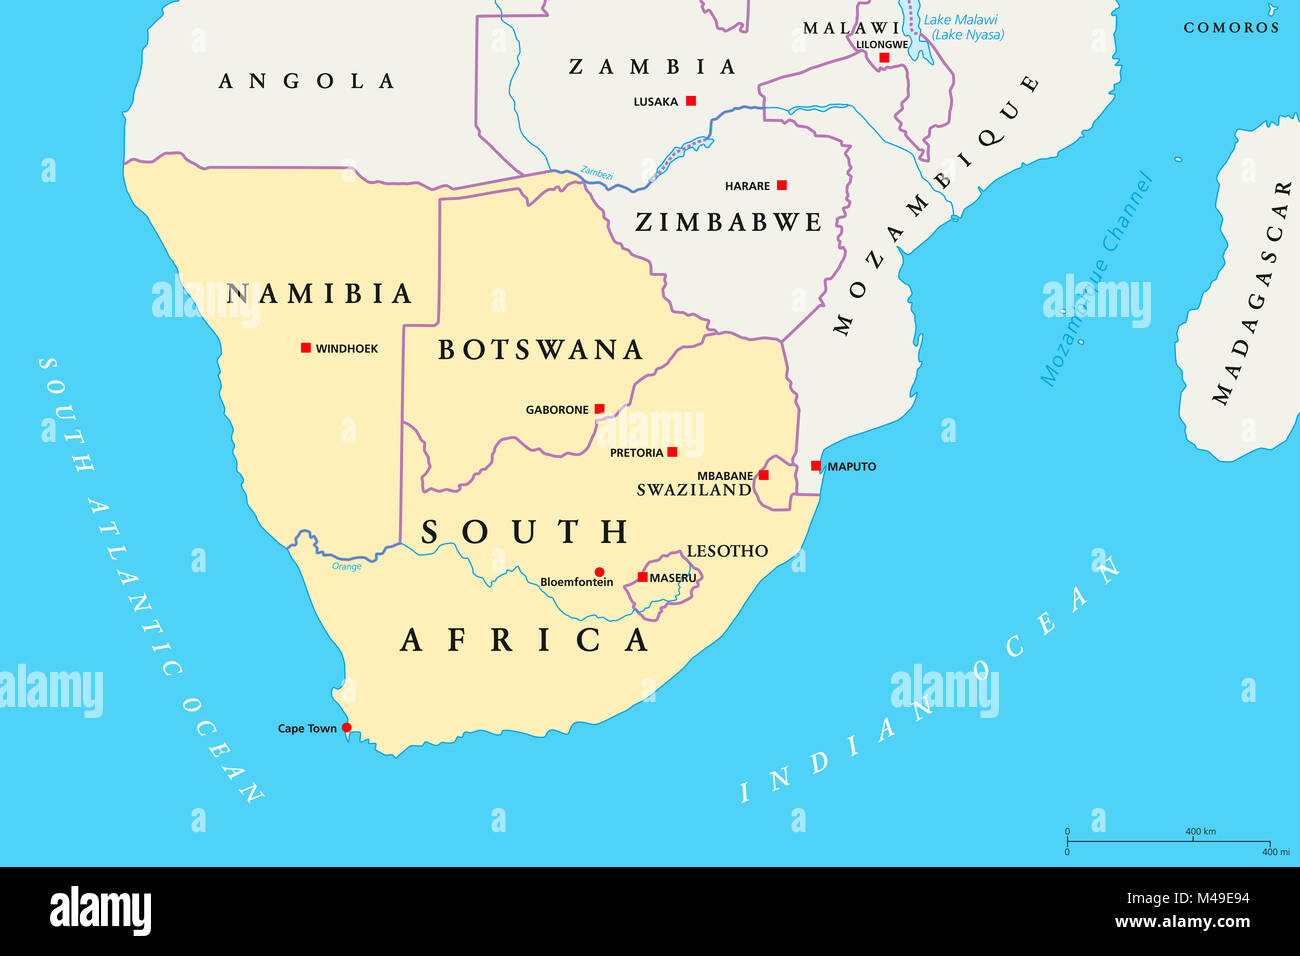 MALAWI
LILONGWE
Lake Malawi
(Lake Nyasa)
COMOROS
ANGOLA
ZAMBIA
LUSAKA
MOZAMBIQUE
Zambezi
HARARE
ZIMBABWE
Mozambique Channel
MADAGASCAR
NAMIBIA
WINDHOEK
BOTSWANA
GABORONE
PRETORIA
MBABANE
SWAZILAND
MAPUTO
SOUTH ATLANTIC OCEAN
SOUTH
AFRICA
Orange
LESOTHO
MASERU
Bloemfontein
Cape Town
INDIAN OCEAN
0 400 km
0 400 mi
a alamy
alamy
www.alamy.com
Image ID: M49E94